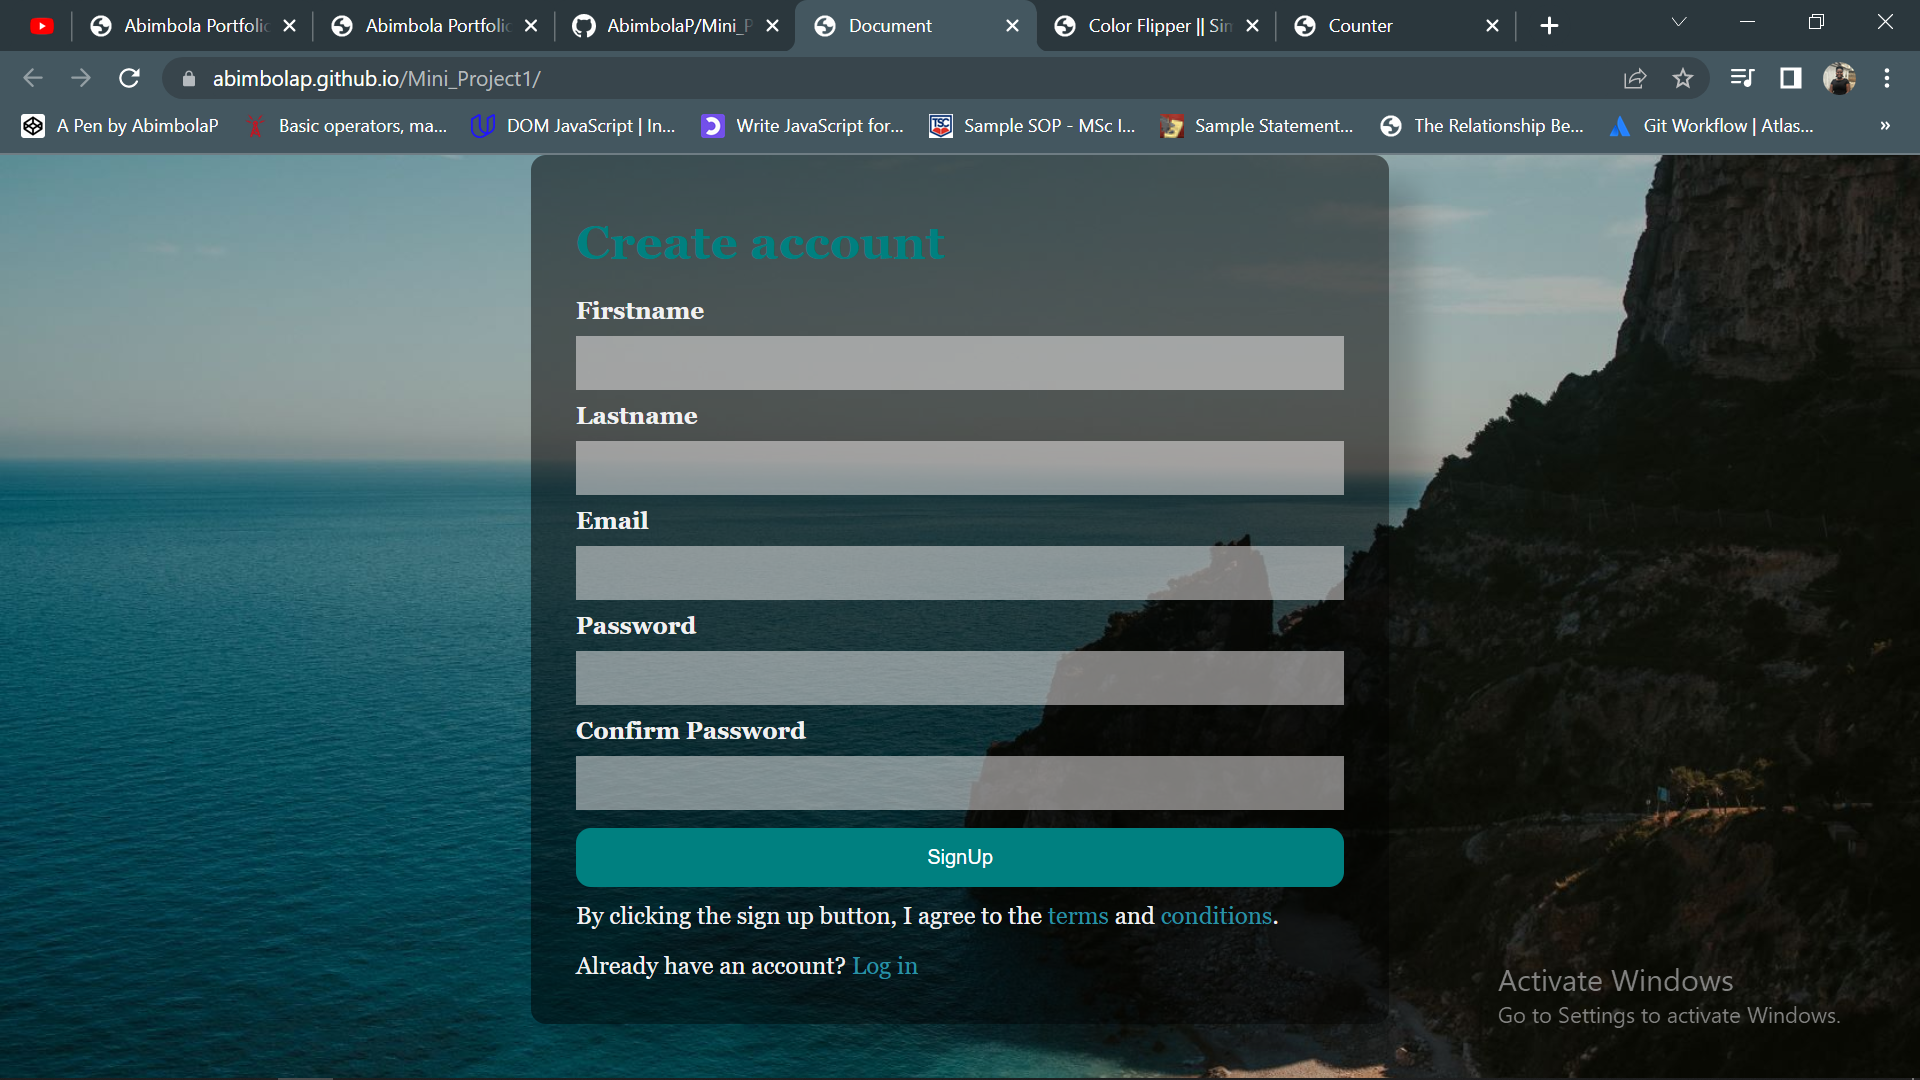 Abimbola Portfolio
Abimbola Portfolio
AbimbolaP/Mini_P
Document
Color Flipper || Sim
Counter
abimbolap.github.io/Mini_Project1/
A Pen by AbimbolaP
Basic operators, ma...
DOM JavaScript | In...
Write JavaScript for...
TSC
Sample SOP - MSc I...
Sample Statement...
The Relationship Be...
Git Workflow | Atlas...
»
Create account
Firstname
Lastname
Email
Password
Confirm Password
SignUp
By clicking the sign up button, I agree to the terms and conditions.
Already have an account? Log in
Activate Windows
Go to Settings to activate Windows.